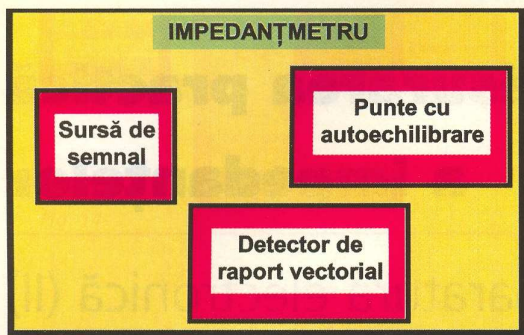 IMPEDANȚMETRU
Sursă de
semnal
Punte cu
autoechilibrare
Detector de
raport vectorial